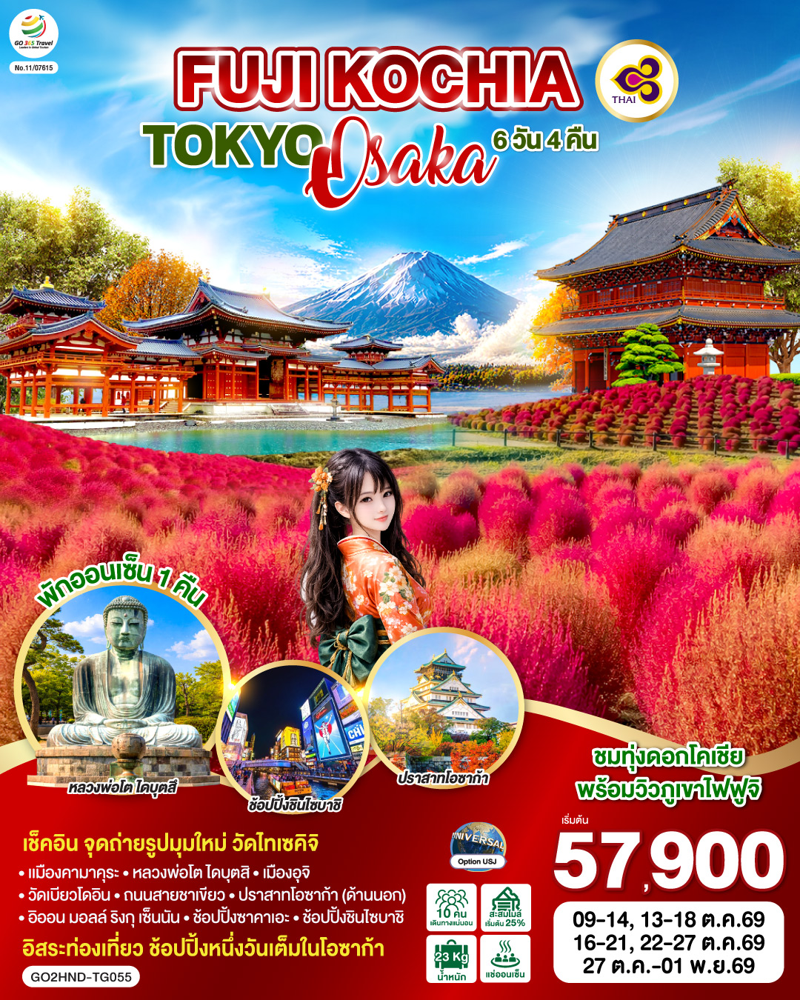 GO 365 Travel
Leaders in Global Tourism
No.11/07615
FUJI KOCHIA
THAI
TOKYO Osaka 6 วัน 4 คืน
พักออนเซ็น 1 คืน
หลวงพ่อโต ไดบุตสึ
ช้อปปิ้งชินไซบาชิ
ปราสาทโอซาก้า
ชมทุ่งดอกโคเชีย
พร้อมวิวภูเขาไฟฟูจิ
เช็คอิน จุดถ่ายรูปมุมใหม่ วัดไทเซคิจิ
• เเมืองคามาคุระ • หลวงพ่อโต ไดบุตสึ • เมืองอุจิ
• วัดเบียวโดอิน • ถนนสายชาเขียว • ปราสาทโอซาก้า (ด้านนอก)
• อิออน มอลล์ ริงกุ เซ็นนัน • ช้อปปิ้งซาคาเอะ • ช้อปปิ้งชินไซบาชิ
อิสระท่องเที่ยว ช้อปปิ้งหนึ่งวันเต็มในโอซาก้า
GO2HND-TG055
UNIVERSAL
Option USJ
10 คน
เดินทางแน่นอน
สะสมไมล์
เริ่มต้น 25%
23 Kg
น้ำหนัก
แช่ออนเซ็น
เริ่มต้น
57,900
09-14, 13-18 ต.ค.69
16-21, 22-27 ต.ค.69
27 ต.ค.-01 พ.ย.69